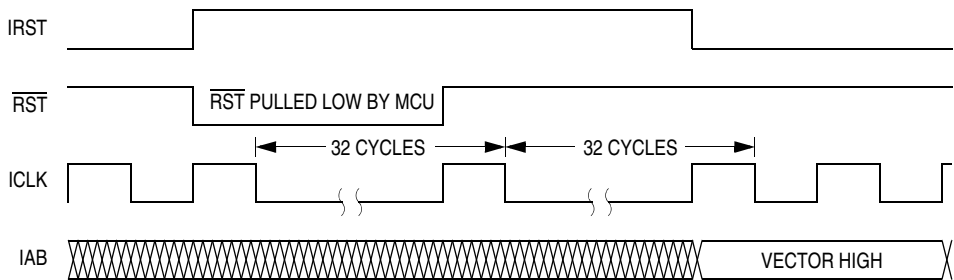 IRST
RST
RST PULLED LOW BY MCU
32 CYCLES
32 CYCLES
ICLK
IAB
VECTOR HIGH